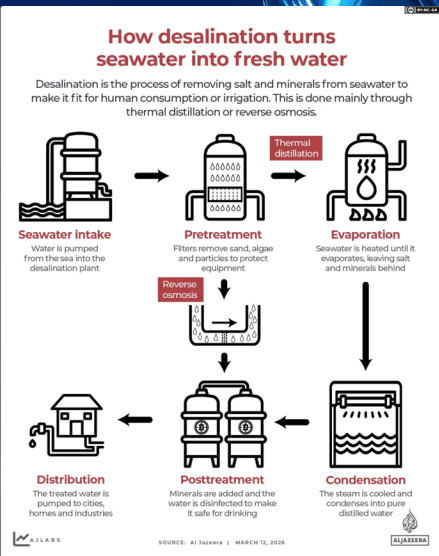 BY-NC-SA
How desalination turns
seawater into fresh water
Desalination is the process of removing salt and minerals from seawater to
make it fit for human consumption or irrigation. This is done mainly through
thermal distillation or reverse osmosis.
Thermal
distillation
Seawater intake
Water is pumped
from the sea into the
desalination plant
Pretreatment
Filters remove sand, algae
and particles to protect
equipment
Evaporation
Seawater is heated until it
evaporates, leaving salt
and minerals behind
Reverse
osmosis
Distribution
The treated water is
pumped to cities,
homes and industries
Posttreatment
Minerals are added and the
water is disinfected to make
it safe for drinking
Condensation
The steam is cooled and
condenses into pure
distilled water
AJLABS
SOURCE: Al Jazeera | MARCH 12, 2026
ALJAZEERA